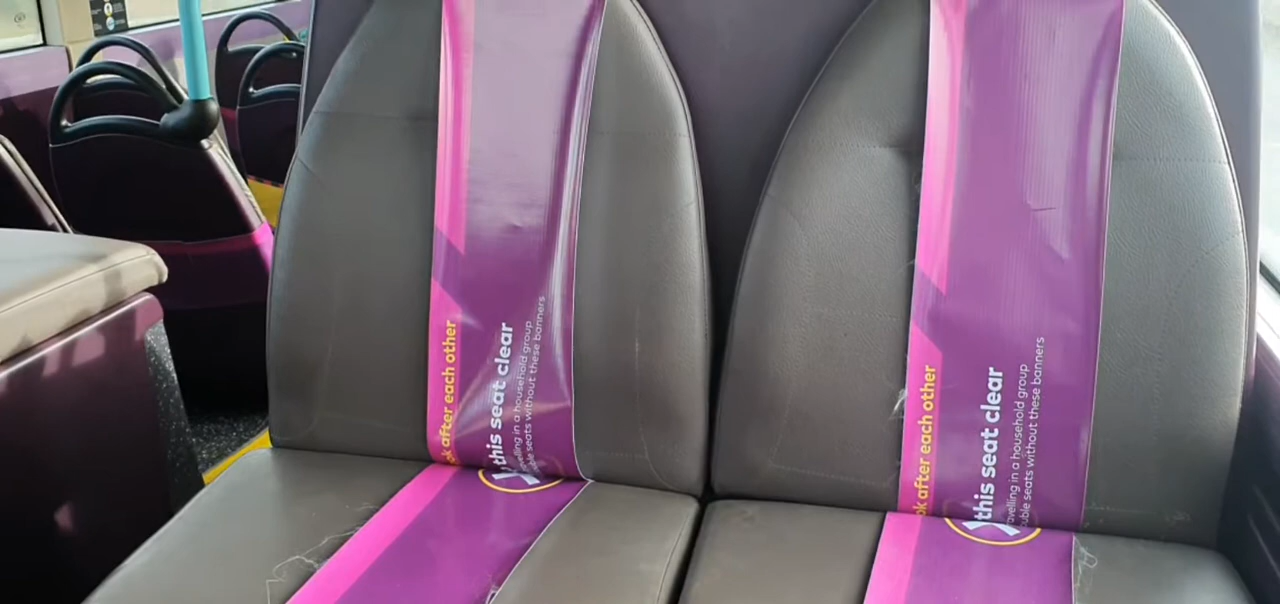 ok after each other
this seat clear
avelling in a household group
uble seats without these banners
ok after each other
this seat clear
avelling in a household group
uble seats without these banners